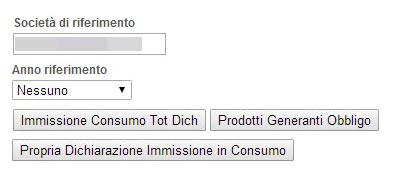 Società di riferimento
Anno riferimento
Nessuno
Immissione Consumo Tot Dich Prodotti Generanti Obbligo
Propria Dichiarazione Immissione in Consumo